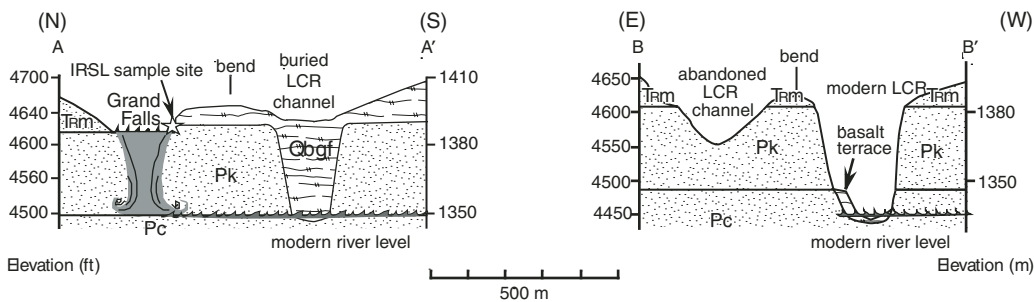 (N) (S) (E) (W)
A A′ B B′
IRSL sample site bend buried LCR channel
4700 1410
4640
4600 1380
4560
4500 1350
TRm
Grand Falls
Pk
Qbgf
Pc
modern river level
Elevation (ft)
abandoned LCR channel
bend
modern LCR
4650
4600 1380
4500 1350
4450
TRm TRm TRm
Pk Pk
basalt terrace
Pc
modern river level
Elevation (m)
500 m